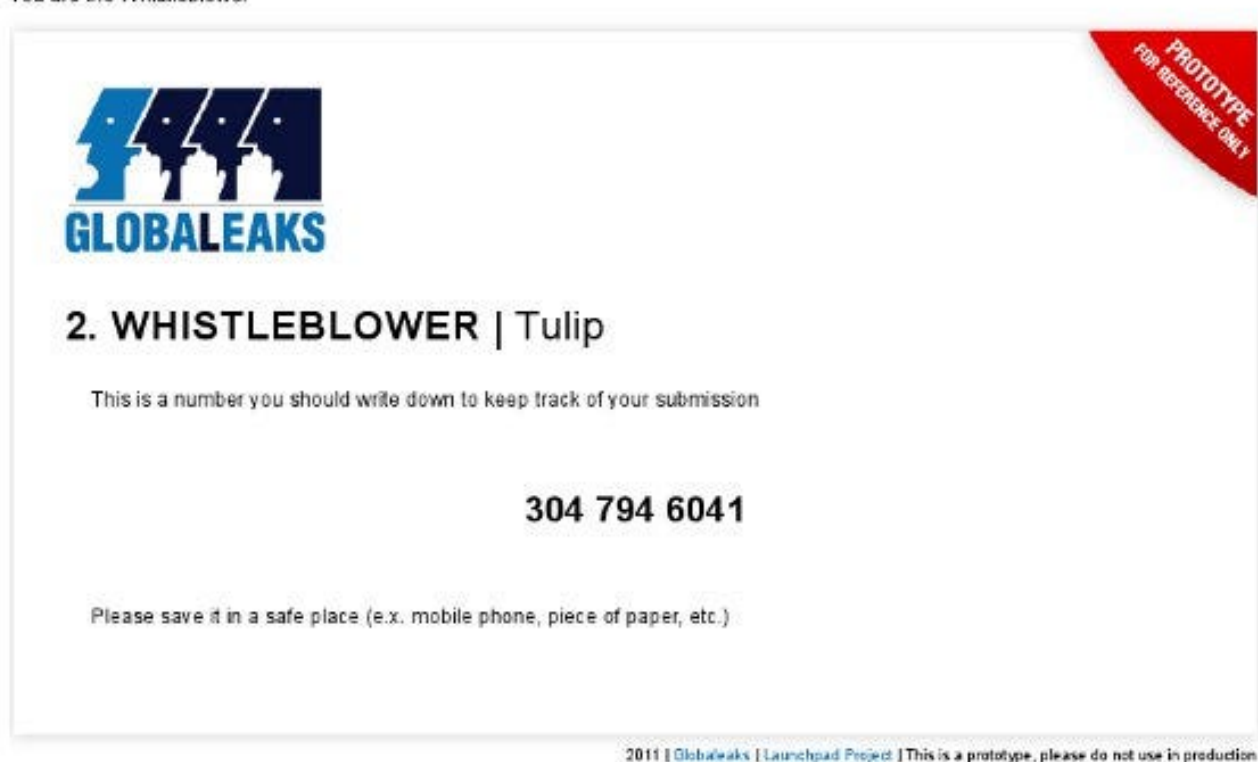 PROTOTYPE
FOR REFERENCE ONLY
GLOBALEAKS
2. WHISTLEBLOWER | Tulip
This is a number you should write down to keep track of your submission
304 794 6041
Please save it in a safe place (e.x. mobile phone, piece of paper, etc.)
2011 | Globaleaks | Launchpad Project | This is a prototype, please do not use in production